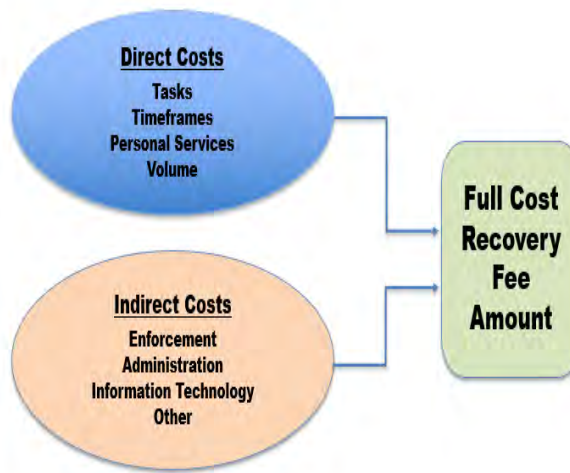 Direct Costs
Tasks
Timeframes
Personal Services
Volume
Full Cost
Recovery
Fee
Amount
Indirect Costs
Enforcement
Administration
Information Technology
Other